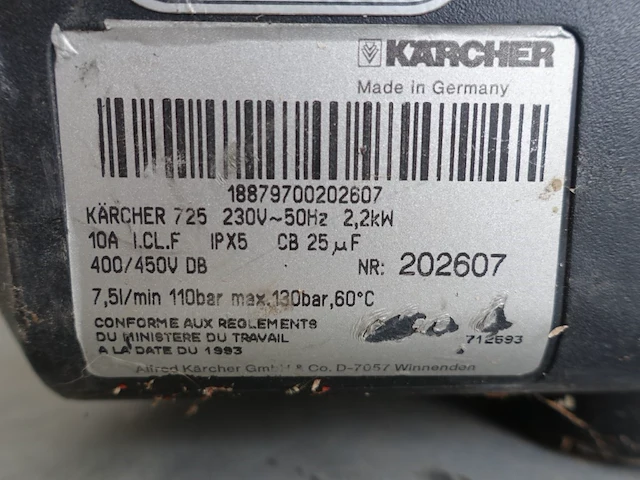 KÄRCHER
Made in Germany
18879700202607
KÄRCHER 725 230V~50Hz 2,2kW
10A I.CL.F IPX5 CB 25µF
400/450V DB NR: 202607
7,5l/min 110bar max.130bar,60°C
CONFORME AUX REGLEMENTS
DU MINISTERE DU TRAVAIL 712693
A LA DATE DU 1993
Alfred Kärcher GmbH & Co. D-7057 Winnenden